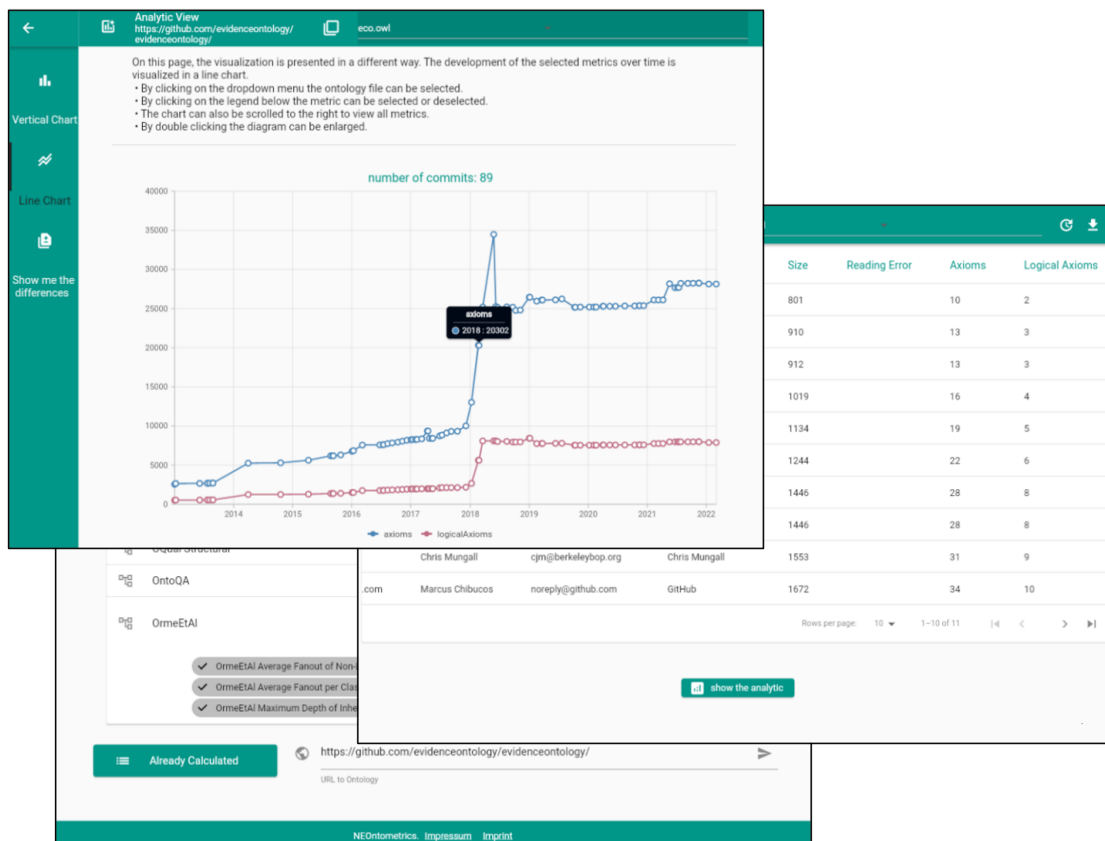 Analytic View
https://github.com/evidenceontology/
evidenceontology/
eco.owl
Vertical Chart
Line Chart
Show me the
differences
On this page, the visualization is presented in a different way. The development of the selected metrics over time is
visualized in a line chart.
• By clicking on the dropdown menu the ontology file can be selected.
• By clicking on the legend below the metric can be selected or deselected.
• The chart can also be scrolled to the right to view all metrics.
• By double clicking the diagram can be enlarged.
number of commits: 89
40000
35000
30000
25000
20000
15000
10000
5000
0
axioms
2018 : 20302
2014 2015 2016 2017 2018 2019 2020 2021 2022
axioms logicalAxioms
Size Reading Error Axioms Logical Axioms
801 10 2
910 13 3
912 13 3
1019 16 4
1134 19 5
1244 22 6
1446 28 8
1446 28 8
Chris Mungall cjm@berkeleybop.org Chris Mungall 1553 31 9
.com Marcus Chibucos noreply@github.com GitHub 1672 34 10
Rows per page: 10 1–10 of 11
show the analytic
OQual Structural
OntoQA
OrmeEtAl
OrmeEtAl Average Fanout of Non-
OrmeEtAl Average Fanout per Clas
OrmeEtAl Maximum Depth of Inhe
Already Calculated
https://github.com/evidenceontology/evidenceontology/
URL to Ontology
NEOntometrics. Impressum Imprint